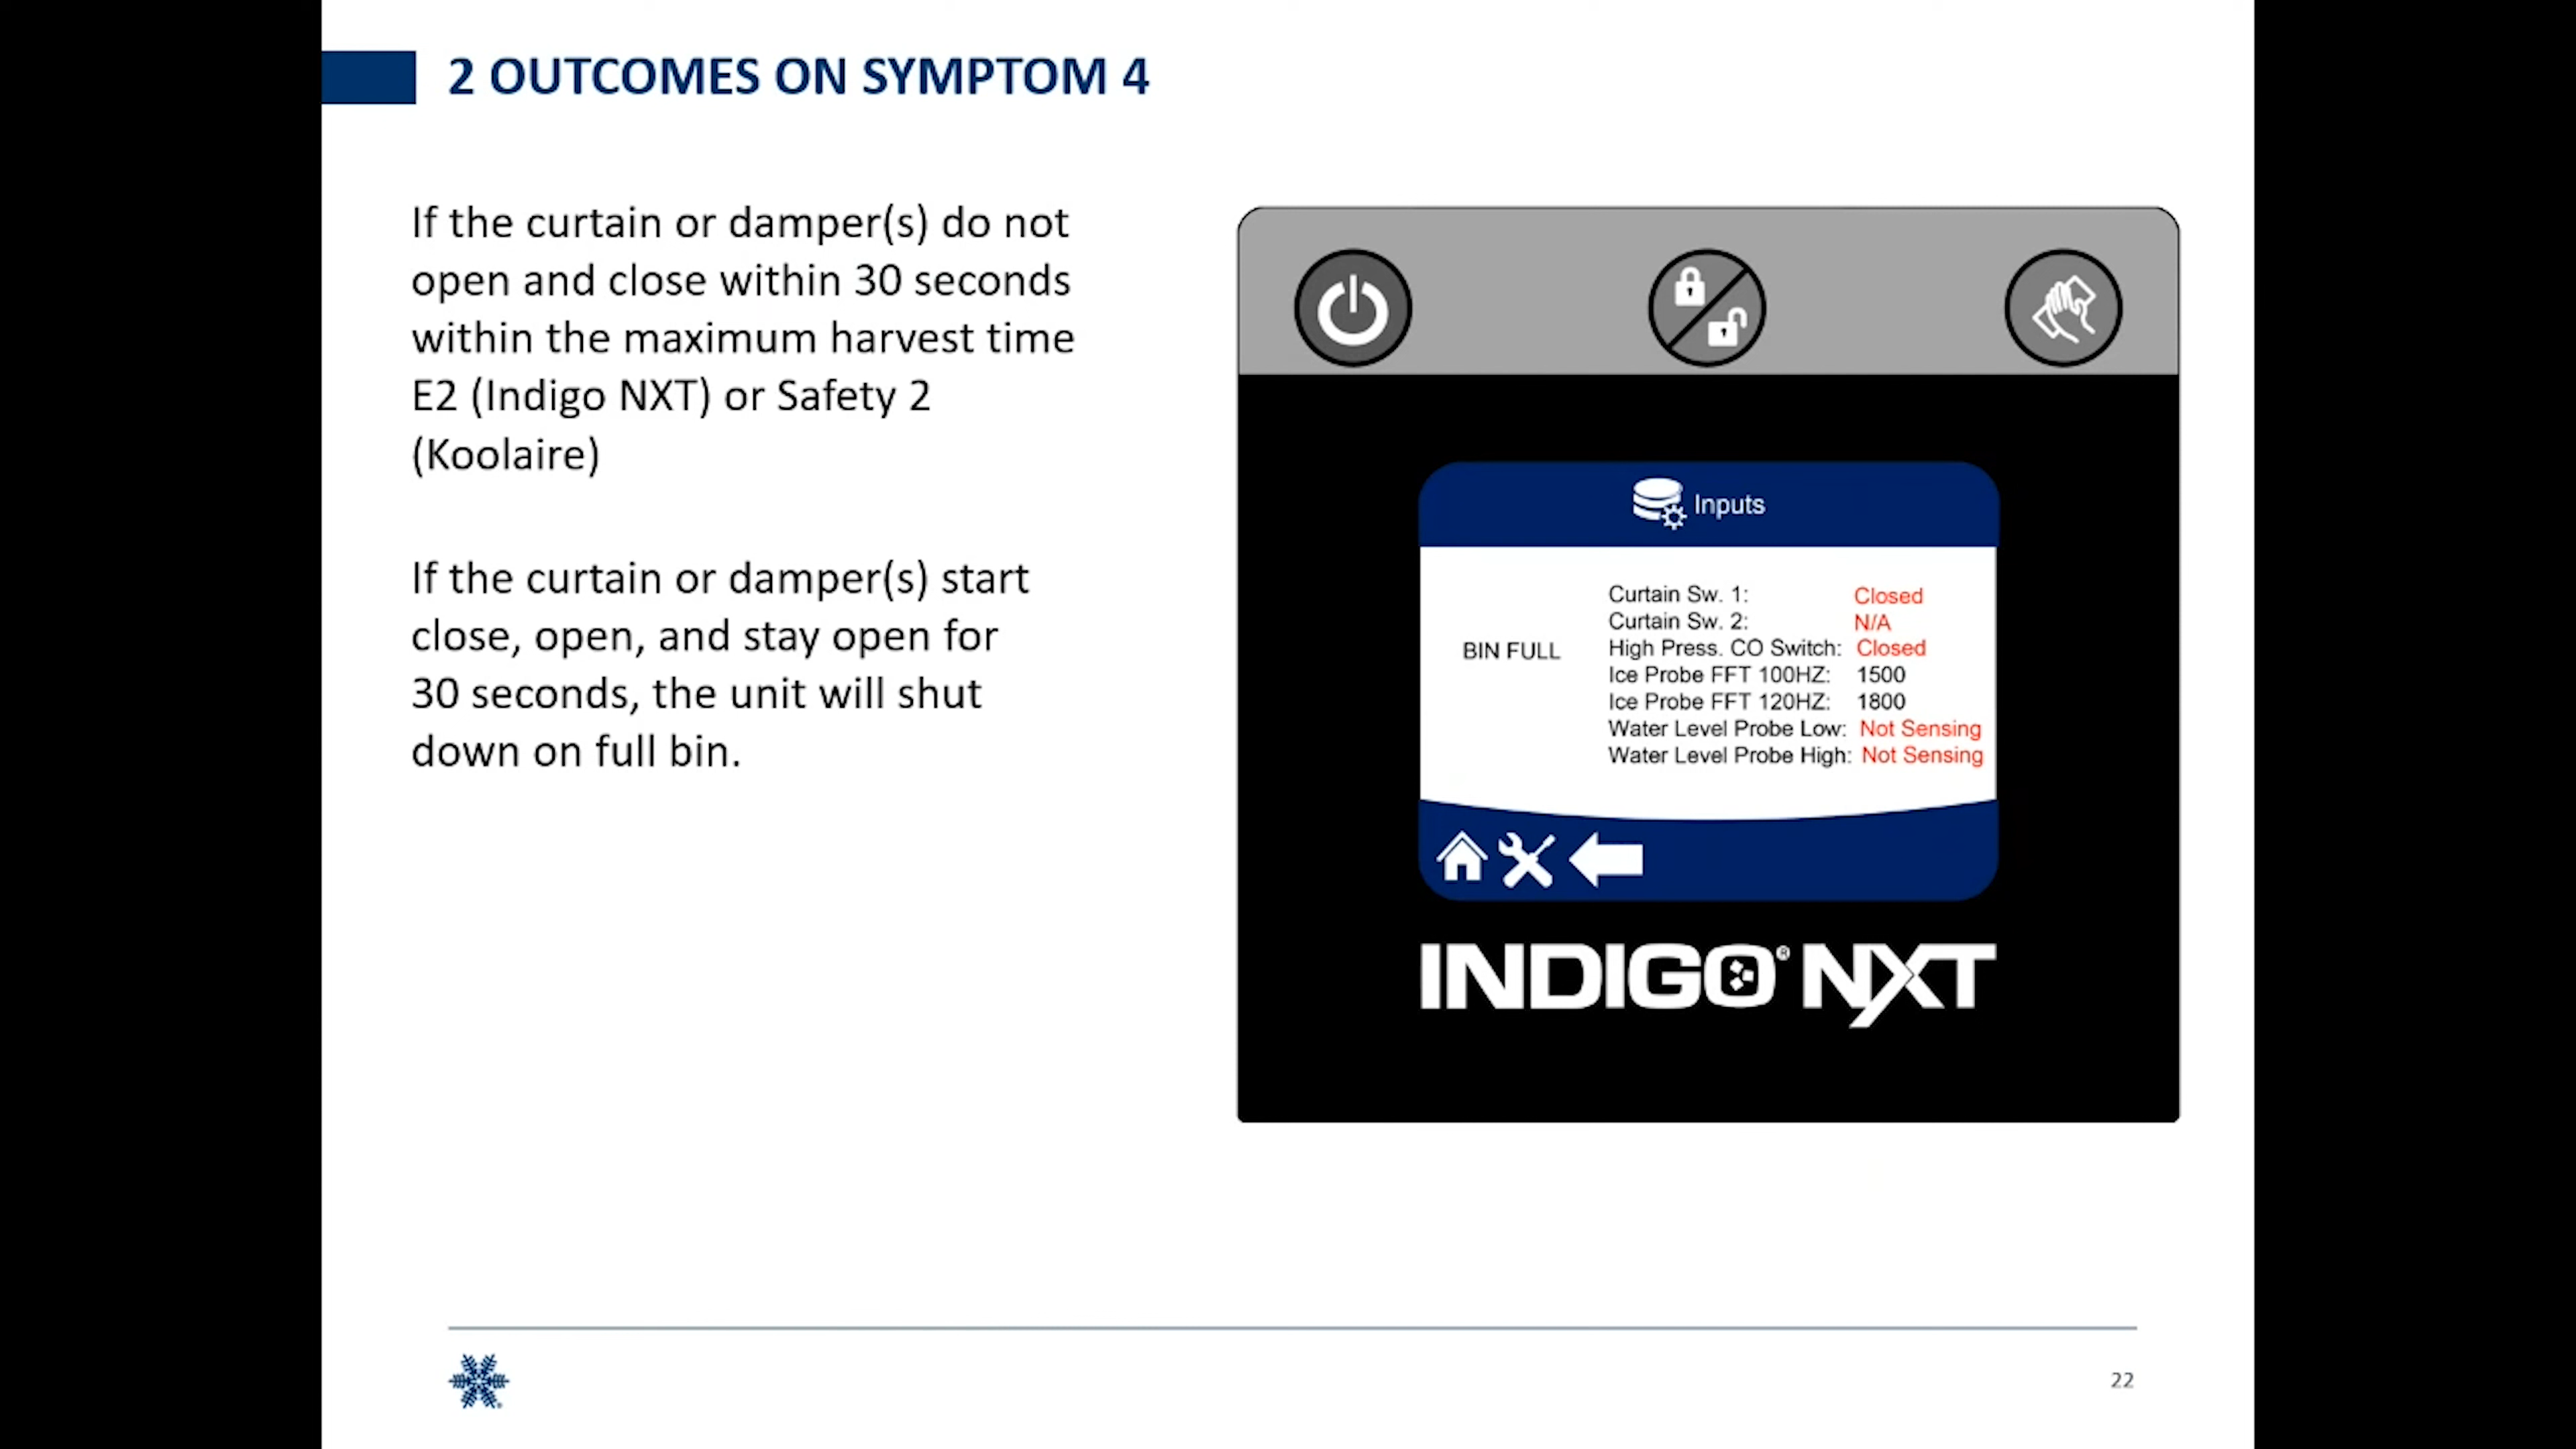 2 OUTCOMES ON SYMPTOM 4
If the curtain or damper(s) do not
open and close within 30 seconds
within the maximum harvest time
E2 (Indigo NXT) or Safety 2
(Koolaire)
If the curtain or damper(s) start
close, open, and stay open for
30 seconds, the unit will shut
down on full bin.
Inputs
BIN FULL
Curtain Sw. 1: Closed
Curtain Sw. 2: N/A
High Press. CO Switch: Closed
Ice Probe FFT 100HZ: 1500
Ice Probe FFT 120HZ: 1800
Water Level Probe Low: Not Sensing
Water Level Probe High: Not Sensing
INDIGO® NXT
22